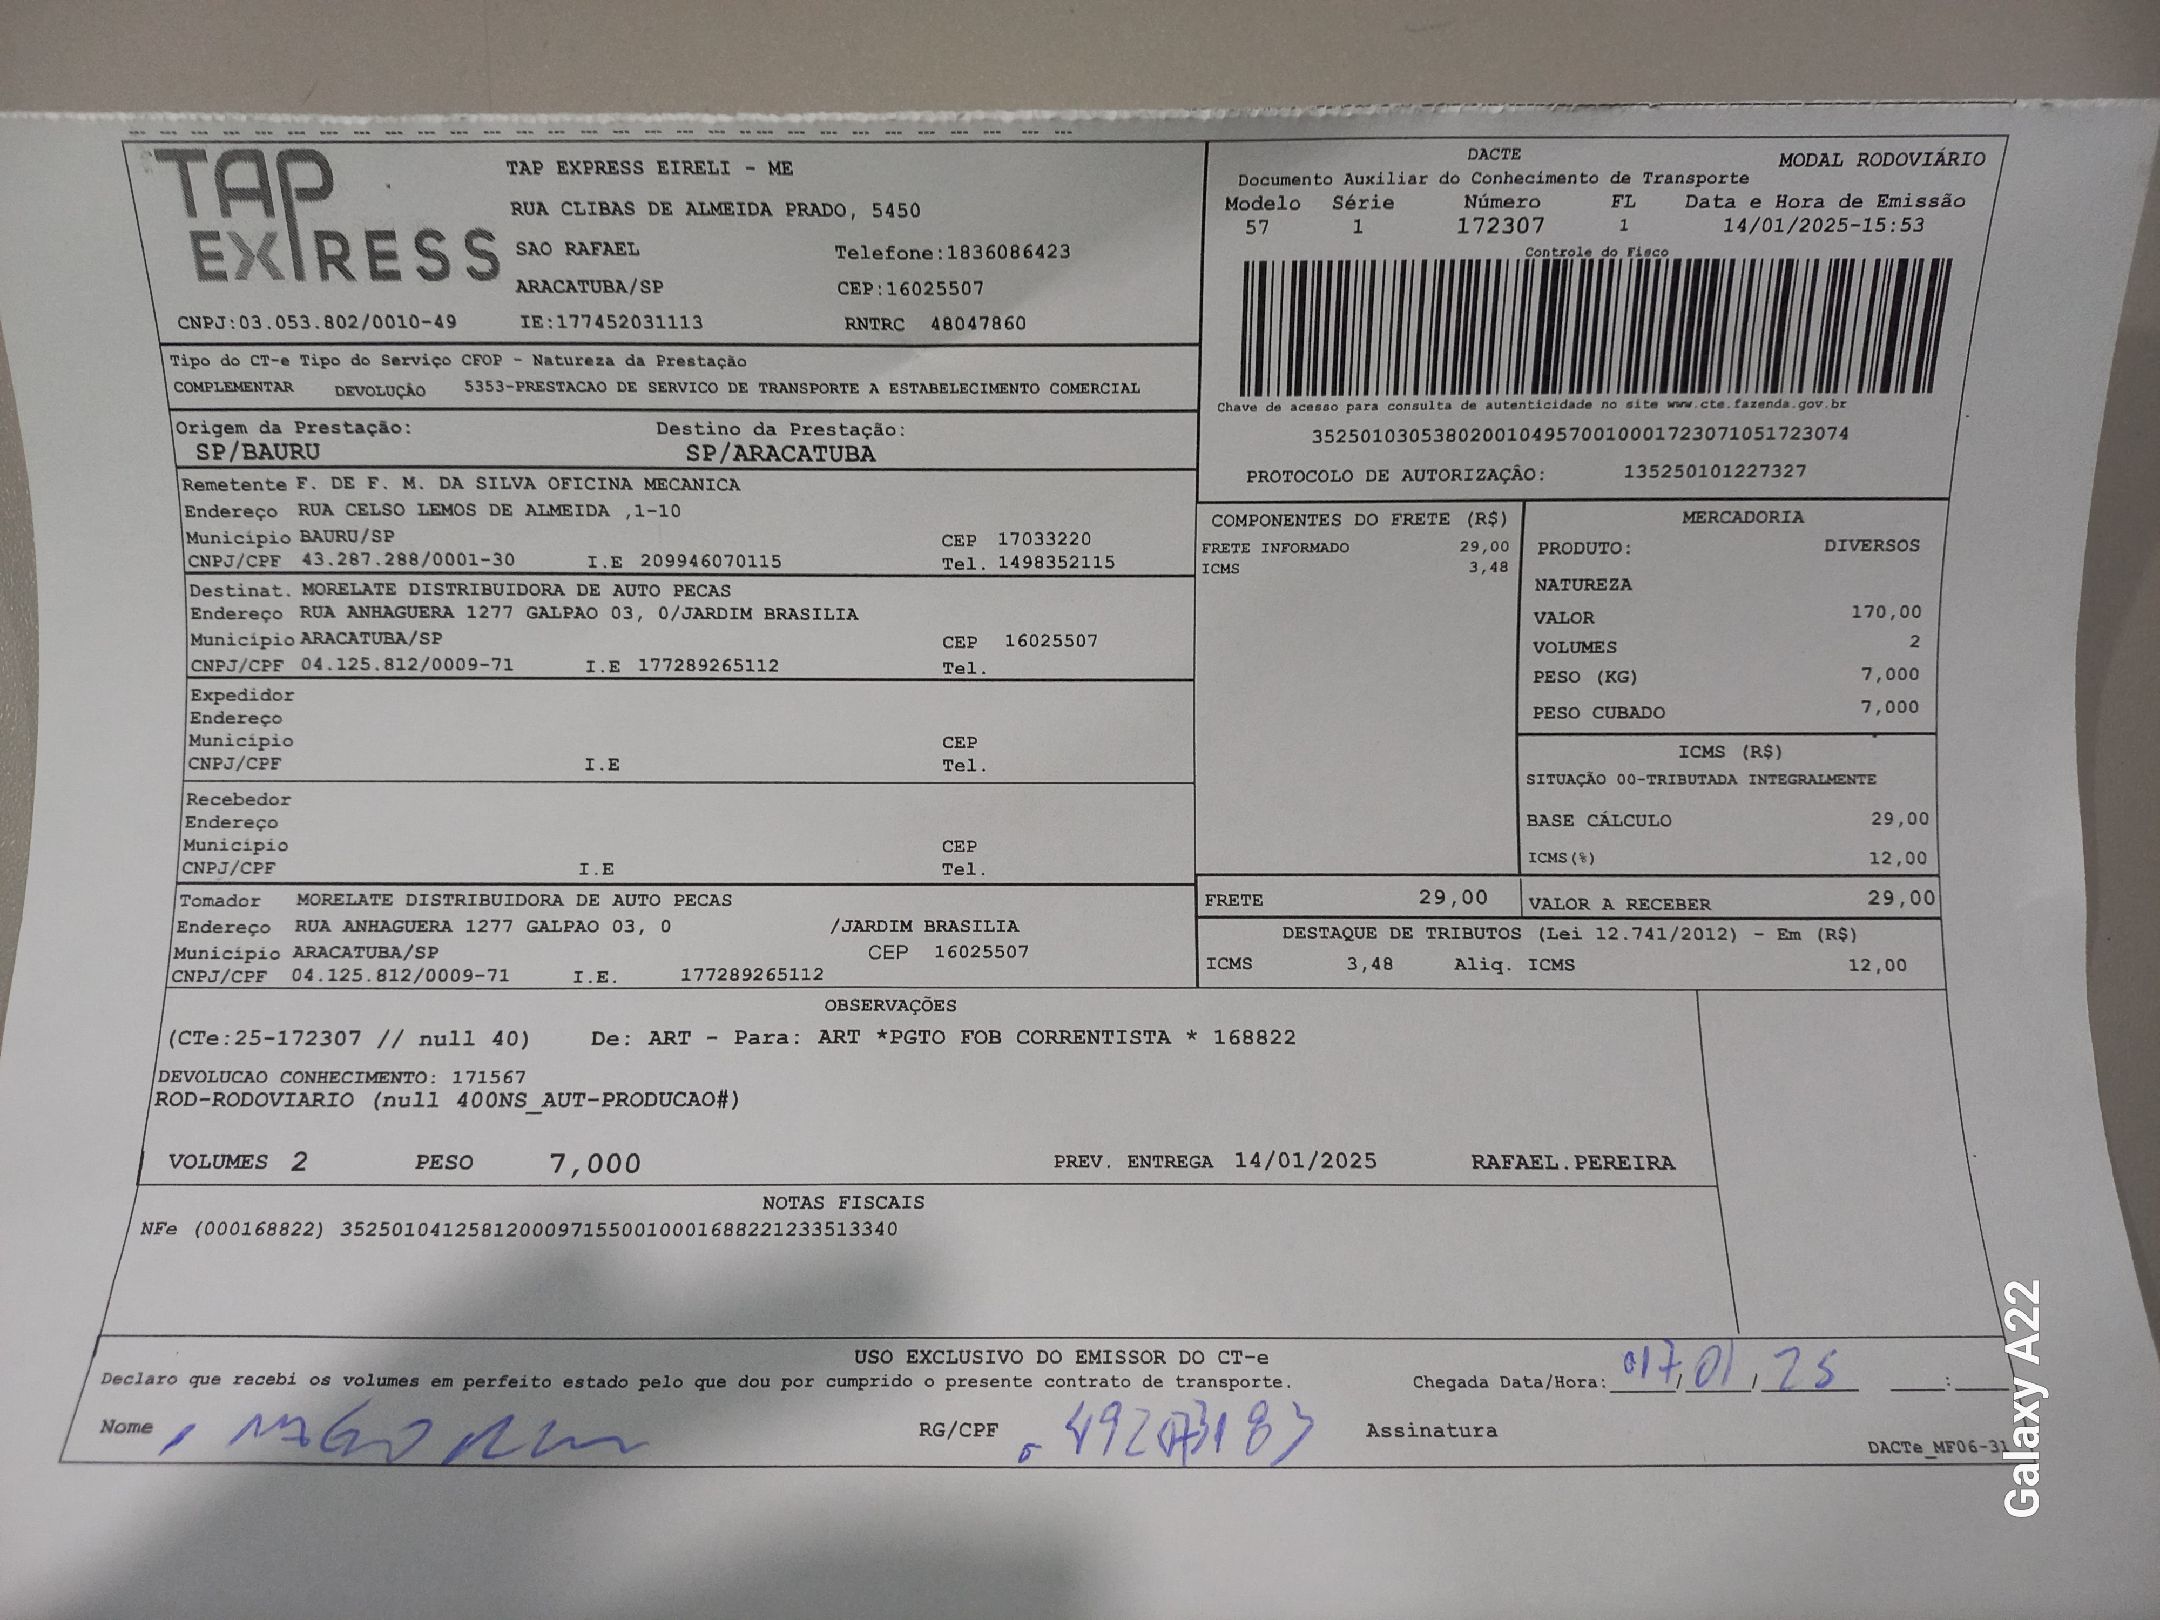 TAP EXPRESS
TAP EXPRESS EIRELI - ME
RUA CLIBAS DE ALMEIDA PRADO, 5450
SAO RAFAEL Telefone:1836086423
ARACATUBA/SP CEP:16025507
CNPJ:03.053.802/0010-49 IE:177452031113 RNTRC 48047860
DACTE MODAL RODOVIÁRIO
Documento Auxiliar do Conhecimento de Transporte
Modelo Série Número FL Data e Hora de Emissão
57 1 172307 1 14/01/2025-15:53
Controle do Fisco
Chave de acesso para consulta de autenticidade no site www.cte.fazenda.gov.br
35250103053802001049570010001723071051723074
PROTOCOLO DE AUTORIZAÇÂO: 135250101227327
Tipo do CT-e Tipo do Serviço CFOP - Natureza da Prestação
COMPLEMENTAR DEVOLUÇÂO 5353-PRESTACAO DE SERVICO DE TRANSPORTE A ESTABELECIMENTO COMERCIAL
Origem da Prestação: Destino da Prestação:
SP/BAURU SP/ARACATUBA
Remetente F. DE F. M. DA SILVA OFICINA MECANICA
Endereço RUA CELSO LEMOS DE ALMEIDA ,1-10
Município BAURU/SP CEP 17033220
CNPJ/CPF 43.287.288/0001-30 I.E 209946070115 Tel. 1498352115
Destinat. MORELATE DISTRIBUIDORA DE AUTO PECAS
Endereço RUA ANHAGUERA 1277 GALPAO 03, 0/JARDIM BRASILIA
Município ARACATUBA/SP CEP 16025507
CNPJ/CPF 04.125.812/0009-71 I.E 177289265112 Tel.
Expedidor
Endereço
Município CEP
CNPJ/CPF I.E Tel.
Recebedor
Endereço
Município CEP
CNPJ/CPF I.E Tel.
Tomador MORELATE DISTRIBUIDORA DE AUTO PECAS
Endereço RUA ANHAGUERA 1277 GALPAO 03, 0 /JARDIM BRASILIA
Município ARACATUBA/SP CEP 16025507
CNPJ/CPF 04.125.812/0009-71 I.E. 177289265112
COMPONENTES DO FRETE (R$)
FRETE INFORMADO 29,00
ICMS 3,48
MERCADORIA
PRODUTO: DIVERSOS
NATUREZA
VALOR 170,00
VOLUMES 2
PESO (KG) 7,000
PESO CUBADO 7,000
ICMS (R$)
SITUAÇÃO 00-TRIBUTADA INTEGRALMENTE
BASE CÁLCULO 29,00
ICMS(%) 12,00
FRETE 29,00 VALOR A RECEBER 29,00
DESTAQUE DE TRIBUTOS (Lei 12.741/2012) - Em (R$)
ICMS 3,48 Aliq. ICMS 12,00
OBSERVAÇÕES
(CTe:25-172307 // null 40) De: ART - Para: ART *PGTO FOB CORRENTISTA * 168822
DEVOLUCAO CONHECIMENTO: 171567
ROD-RODOVIARIO (null 400NS_AUT-PRODUCAO#)
VOLUMES 2 PESO 7,000 PREV. ENTREGA 14/01/2025 RAFAEL.PEREIRA
NOTAS FISCAIS
NFe (000168822) 35250104125812000971550010001688221233513340
USO EXCLUSIVO DO EMISSOR DO CT-e
Declaro que recebi os volumes em perfeito estado pelo que dou por cumprido o presente contrato de transporte. Chegada Data/Hora: 17/01/25 :
Nome RG/CPF Assinatura
DACTe_MF06-31
Galaxy A22